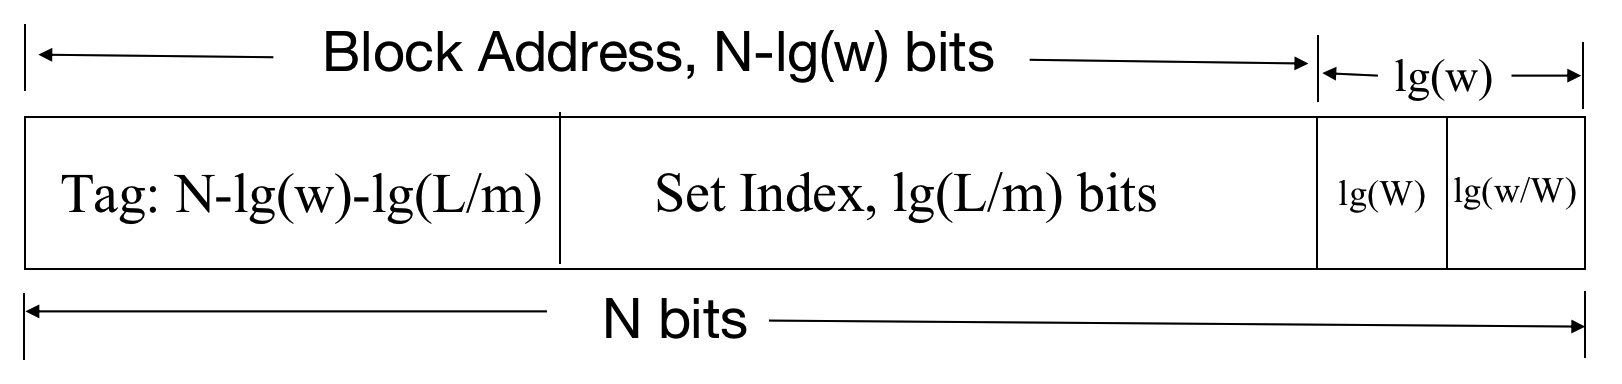 Block Address, N-lg(w) bits
lg(w)
Tag: N-lg(w)-lg(L/m)
Set Index, lg(L/m) bits
lg(W)
lg(w/W)
N bits